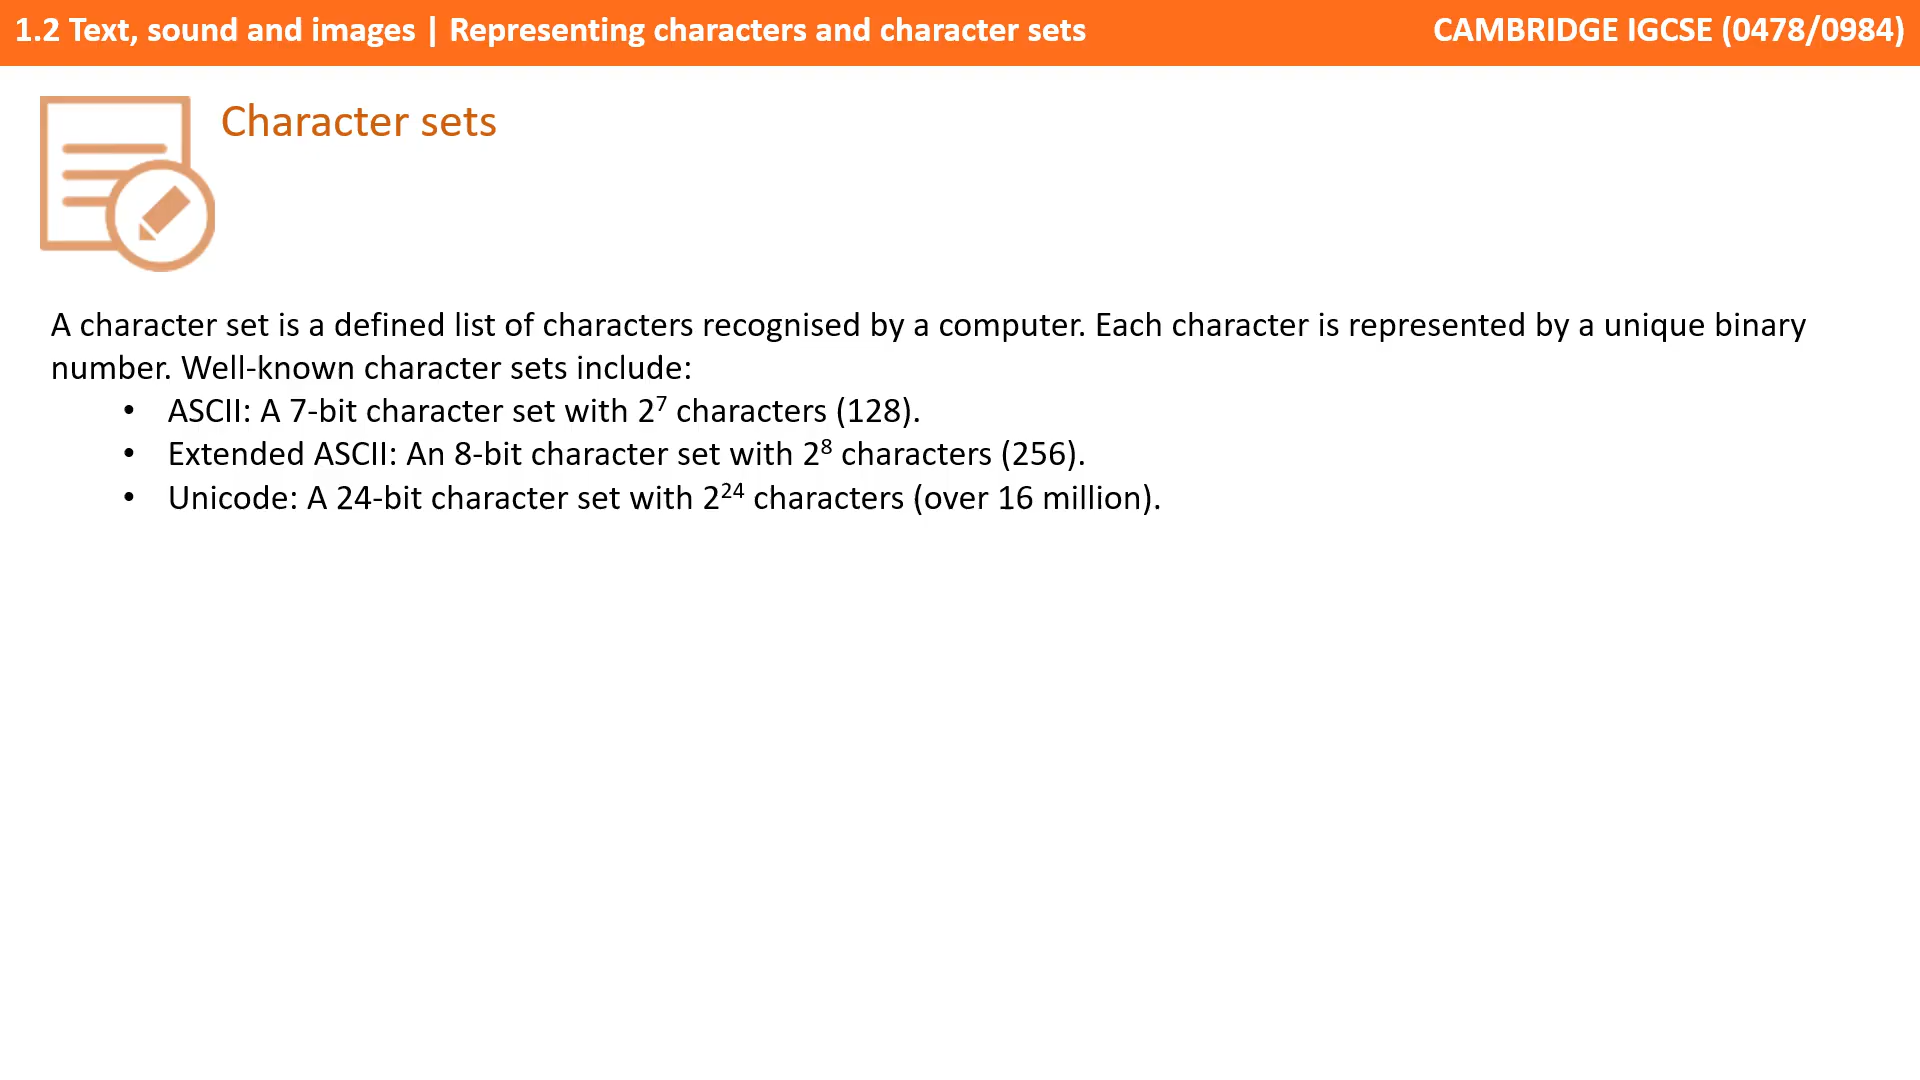 1.2 Text, sound and images | Representing characters and character sets
CAMBRIDGE IGCSE (0478/0984)
Character sets
A character set is a defined list of characters recognised by a computer. Each character is represented by a unique binary
number. Well-known character sets include:
• ASCII: A 7-bit character set with 2⁷ characters (128).
• Extended ASCII: An 8-bit character set with 2⁸ characters (256).
• Unicode: A 24-bit character set with 2²⁴ characters (over 16 million).